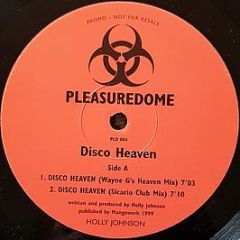 PROMO - NOT FOR RESALE
PLEASUREDOME
PLD 004
Disco Heaven
Side A
1. DISCO HEAVEN (Wayne G's Heaven Mix) 7'03
2. DISCO HEAVEN (Sicario Club Mix) 7'10
written and produced by Holly Johnson
published by Mangowork 1999
HOLLY JOHNSON